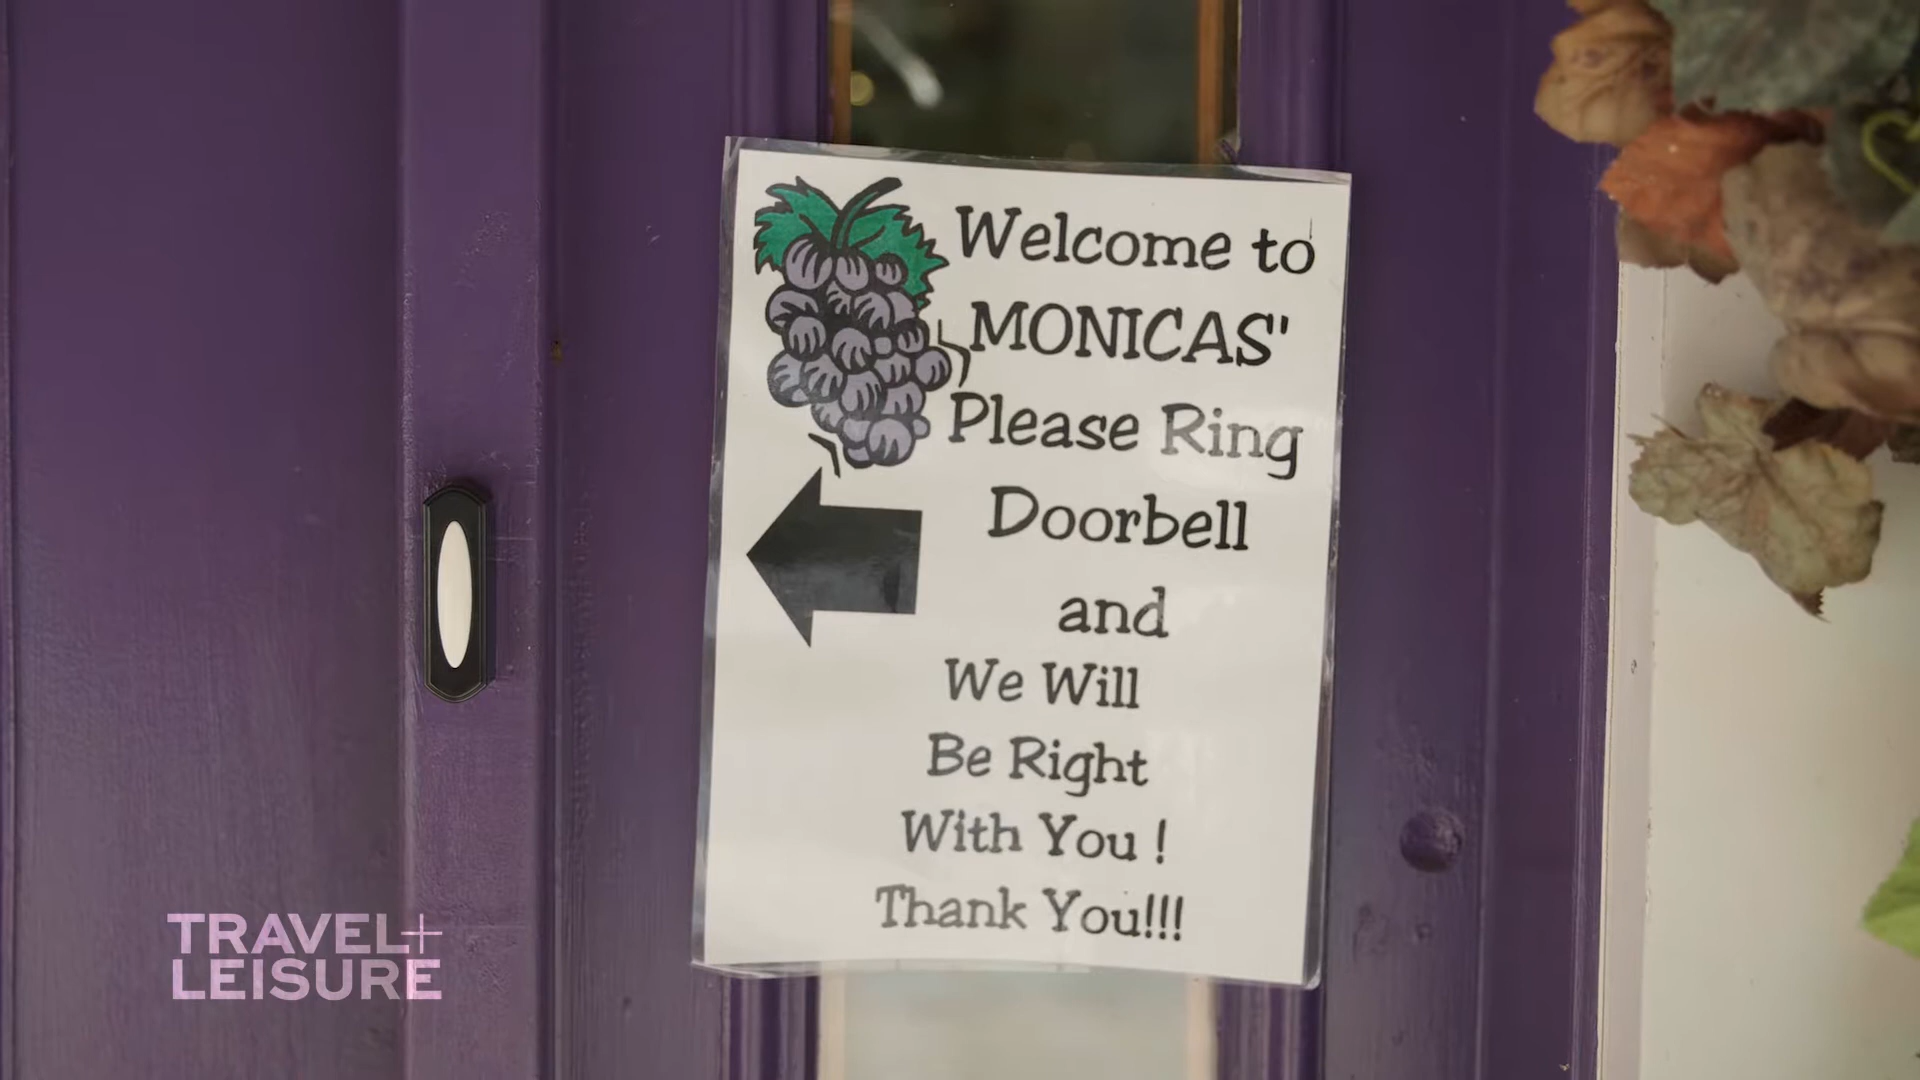 Welcome to
MONICAS'
Please Ring
Doorbell
and
We Will
Be Right
With You !
Thank You!!!
TRAVEL+
LEISURE